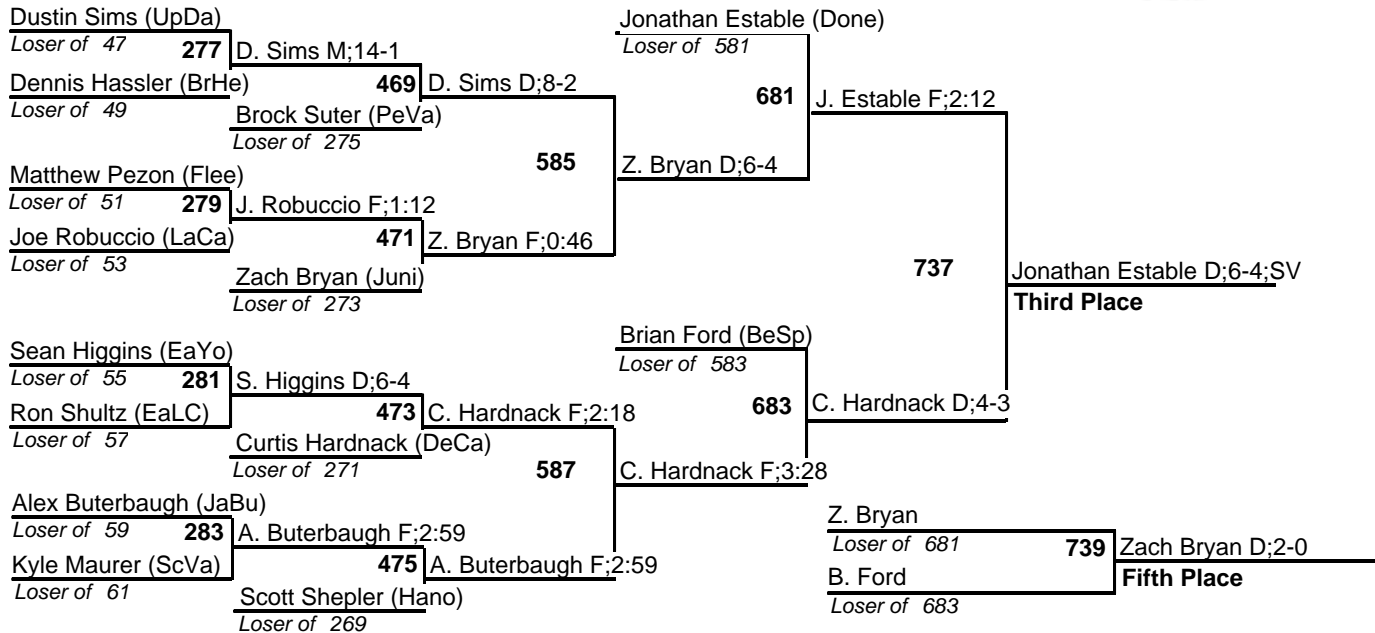 Dustin Sims (UpDa)
Loser of 47
277
D. Sims M;14-1
Dennis Hassler (BrHe)
Loser of 49
469
D. Sims D;8-2
Brock Suter (PeVa)
Loser of 275
585
Matthew Pezon (Flee)
Loser of 51
279
J. Robuccio F;1:12
Joe Robuccio (LaCa)
Loser of 53
471
Z. Bryan F;0:46
Zach Bryan (Juni)
Loser of 273
Jonathan Estable (Done)
Loser of 581
681
J. Estable F;2:12
Z. Bryan D;6-4
737
Jonathan Estable D;6-4;SV
Third Place
Sean Higgins (EaYo)
Loser of 55
281
S. Higgins D;6-4
Ron Shultz (EaLC)
Loser of 57
473
C. Hardnack F;2:18
Curtis Hardnack (DeCa)
Loser of 271
587
Alex Buterbaugh (JaBu)
Loser of 59
283
A. Buterbaugh F;2:59
Kyle Maurer (ScVa)
Loser of 61
475
A. Buterbaugh F;2:59
Scott Shepler (Hano)
Loser of 269
Brian Ford (BeSp)
Loser of 583
683
C. Hardnack D;4-3
C. Hardnack F;3:28
Z. Bryan
Loser of 681
739
Zach Bryan D;2-0
B. Ford
Fifth Place
Loser of 683